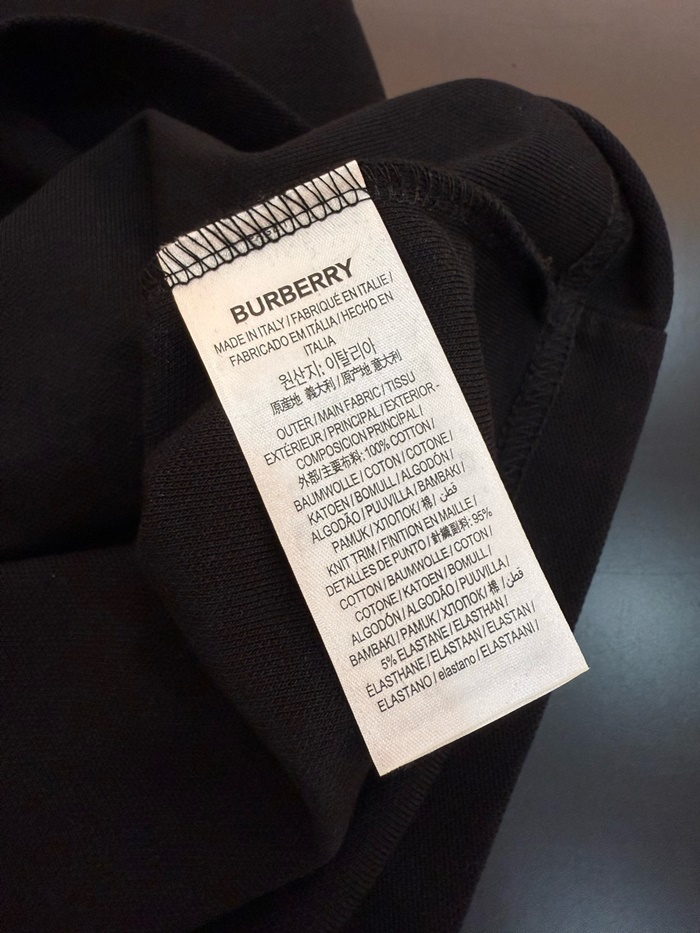 BURBERRY
MADE IN ITALY / FABRIQUÉ EN ITALIE /
FABRICADO EM ITÁLIA / HECHO EN
ITALIA
원산지: 이탈리아
原産地 義大利 / 原产地 意大利
OUTER / MAIN FABRIC / TISSU
EXTÉRIEUR / PRINCIPAL / EXTERIOR -
COMPOSICION PRINCIPAL /
外部/主要布料: 100% COTTON /
BAUMWOLLE / COTON / COTONE /
KATOEN / BOMULL / ALGODÓN /
ALGODÃO / PUUVILLA / BAMBAKI /
PAMUK / ХЛОПОК / 棉 / قطن
KNIT TRIM / FINITION EN MAILLE /
DETALLES DE PUNTO / 針織副料: 95%
COTTON / BAUMWOLLE / COTON /
COTONE / KATOEN / BOMULL /
ALGODÓN / ALGODÃO / PUUVILLA /
BAMBAKI / PAMUK / ХЛОПОК / 棉 / قطن
5% ELASTANE / ELASTHAN /
ÉLASTHANE / ELASTAAN / ELASTAN /
ELASTANO / elastano / ELASTAANI /